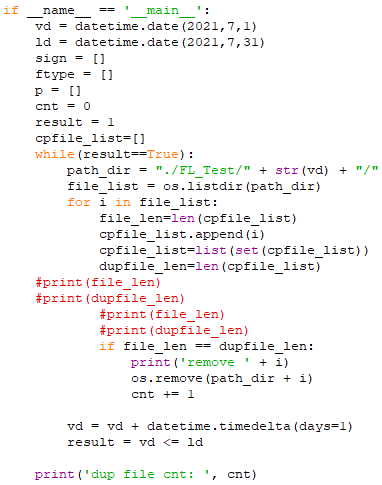 if __name__ == '__main__':
    vd = datetime.date(2021,7,1)
    ld = datetime.date(2021,7,31)
    sign = []
    ftype = []
    p = []
    cnt = 0
    result = 1
    cpfile_list=[]
    while(result==True):
        path_dir = "./FL_Test/" + str(vd) + "/"
        file_list = os.listdir(path_dir)
        for i in file_list:
            file_len=len(cpfile_list)
            cpfile_list.append(i)
            cpfile_list=list(set(cpfile_list))
            dupfile_len=len(cpfile_list)
    #print(file_len)
    #print(dupfile_len)
            #print(file_len)
            #print(dupfile_len)
            if file_len == dupfile_len:
                print('remove ' + i)
                os.remove(path_dir + i)
                cnt += 1

        vd = vd + datetime.timedelta(days=1)
        result = vd <= ld

    print('dup file cnt: ', cnt)